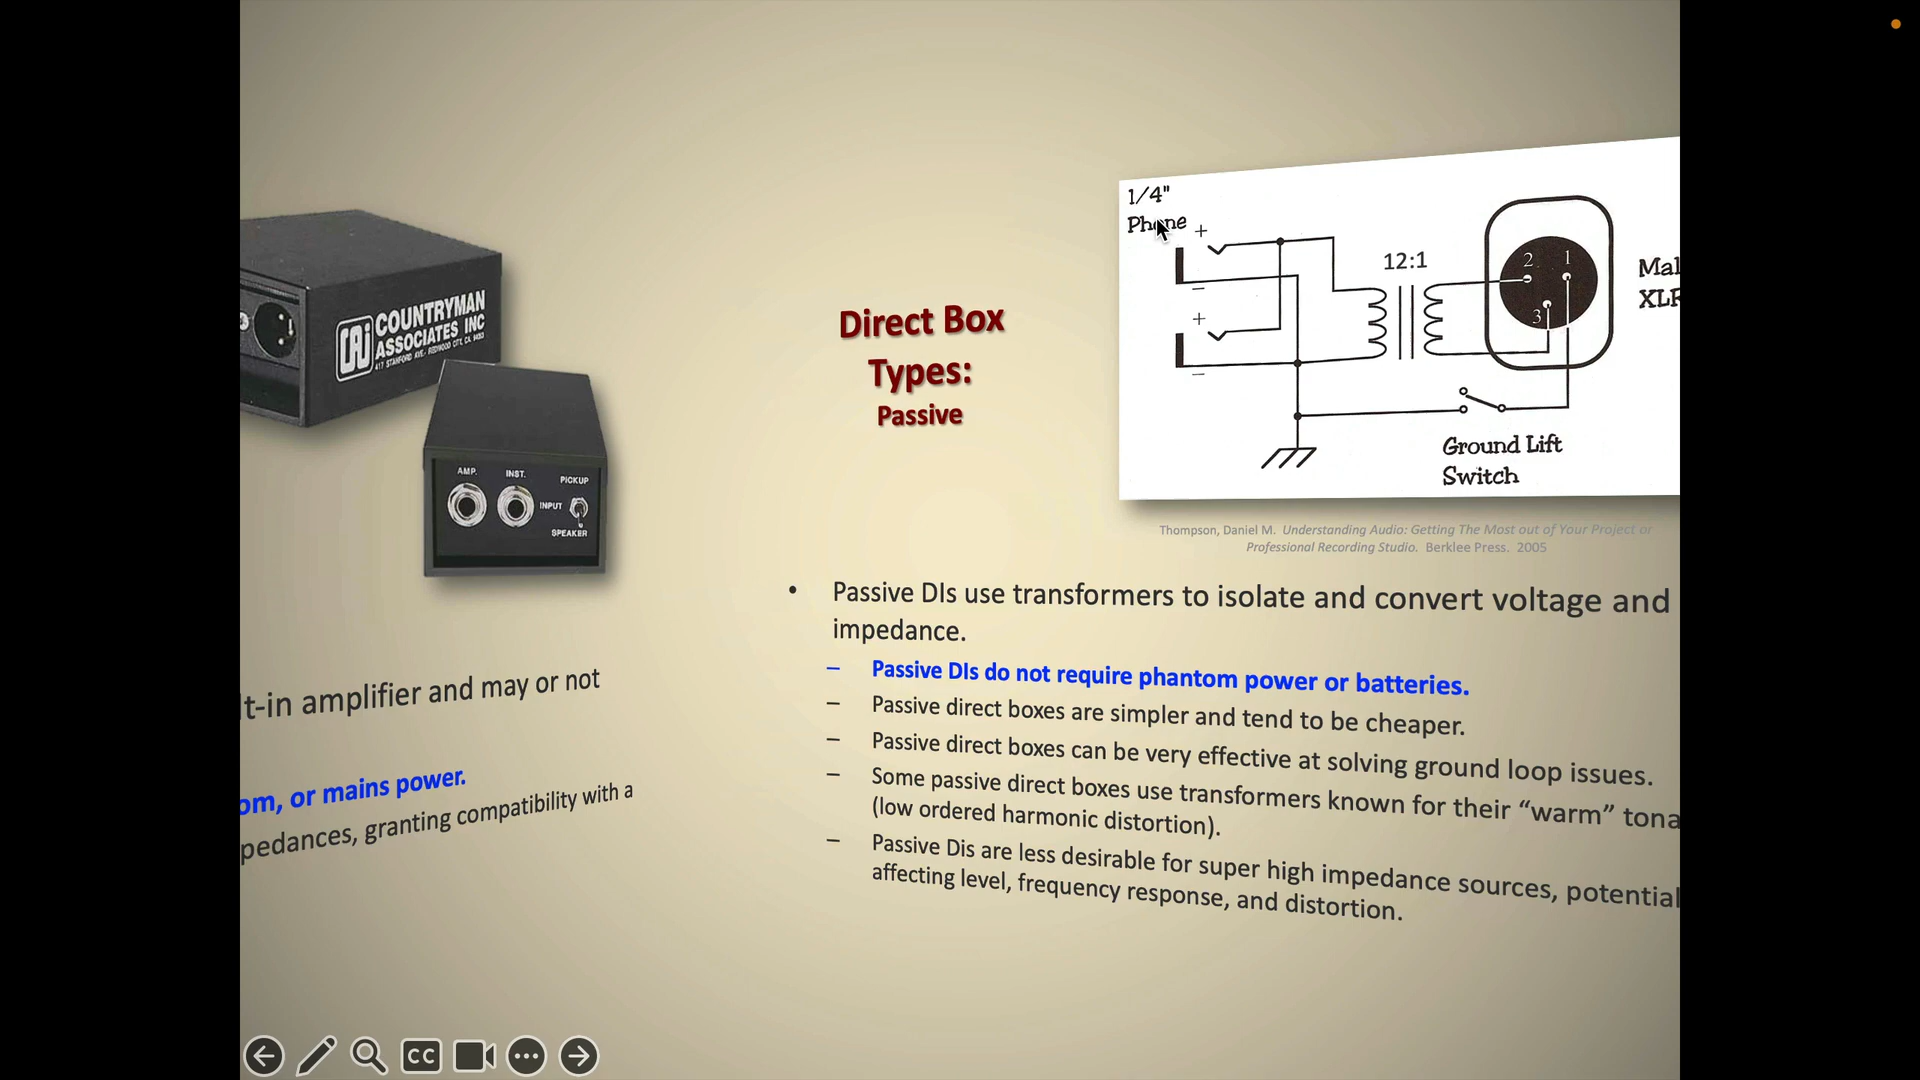 COUNTRYMAN
ASSOCIATES INC
417 STANFORD AVE. REDWOOD CITY, CA.
AMP.
INST.
PICKUP
INPUT
SPEAKER
t-in amplifier and may or not
om, or mains power.
pedances, granting compatibility with a
Direct Box
Types:
Passive
1/4"
Phone
+
−
+
−
12:1
2
1
3
Mal
XLR
Ground Lift
Switch
Thompson, Daniel M. Understanding Audio: Getting The Most out of Your Project or
Professional Recording Studio. Berklee Press. 2005
• Passive DIs use transformers to isolate and convert voltage and
impedance.
– Passive DIs do not require phantom power or batteries.
– Passive direct boxes are simpler and tend to be cheaper.
– Passive direct boxes can be very effective at solving ground loop issues.
– Some passive direct boxes use transformers known for their “warm” tona
(low ordered harmonic distortion).
– Passive Dis are less desirable for super high impedance sources, potential
affecting level, frequency response, and distortion.
CC